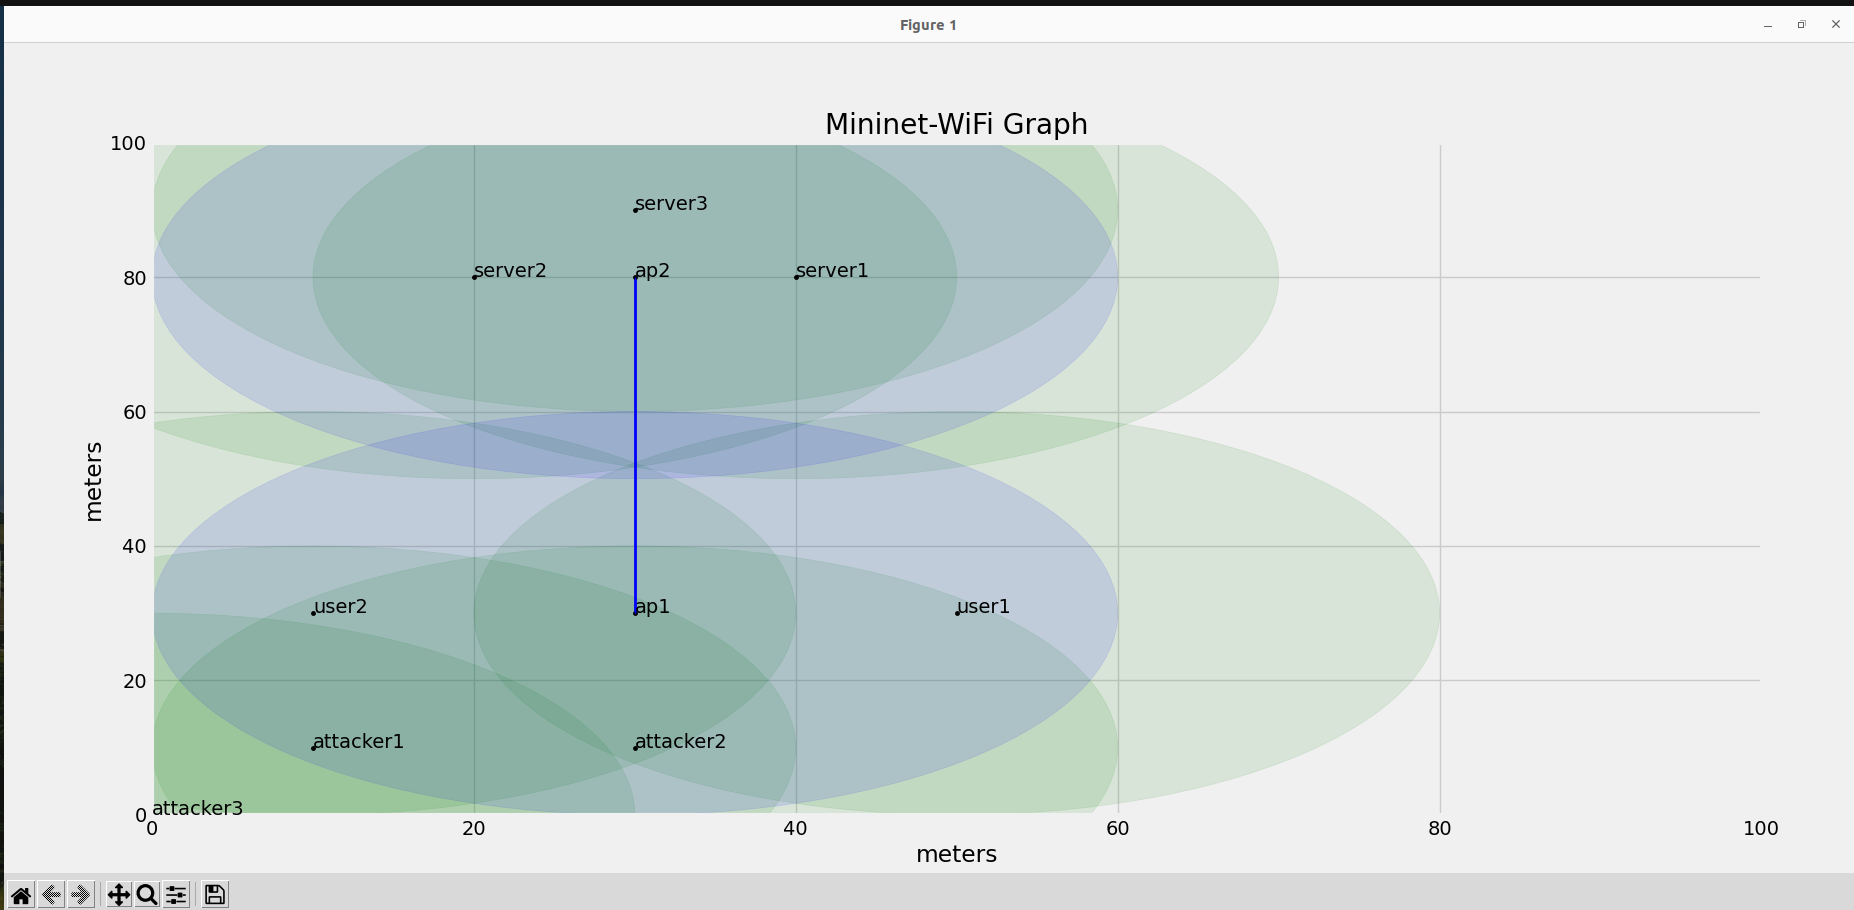 Figure 1
Mininet-WiFi Graph
100
server3
80
server2
ap2
server1
60
meters
40
user2
ap1
user1
20
attacker1
attacker2
0
attacker3
0
20
40
60
80
100
meters